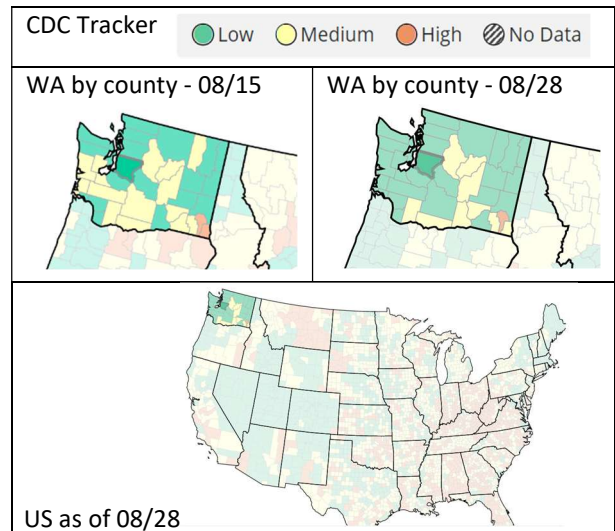 CDC Tracker
Low Medium High No Data
WA by county - 08/15
WA by county - 08/28
US as of 08/28